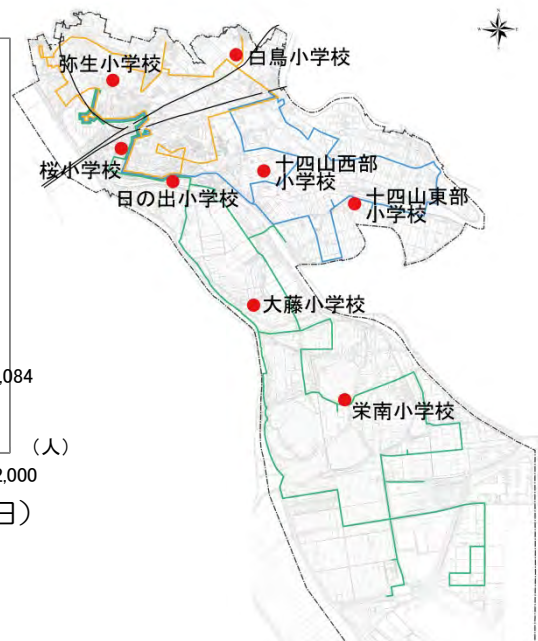 白鳥小学校
弥生小学校
桜小学校
十四山西部
小学校
日の出小学校
十四山東部
小学校
大藤小学校
,084
栄南小学校
（人）
2,000
日）